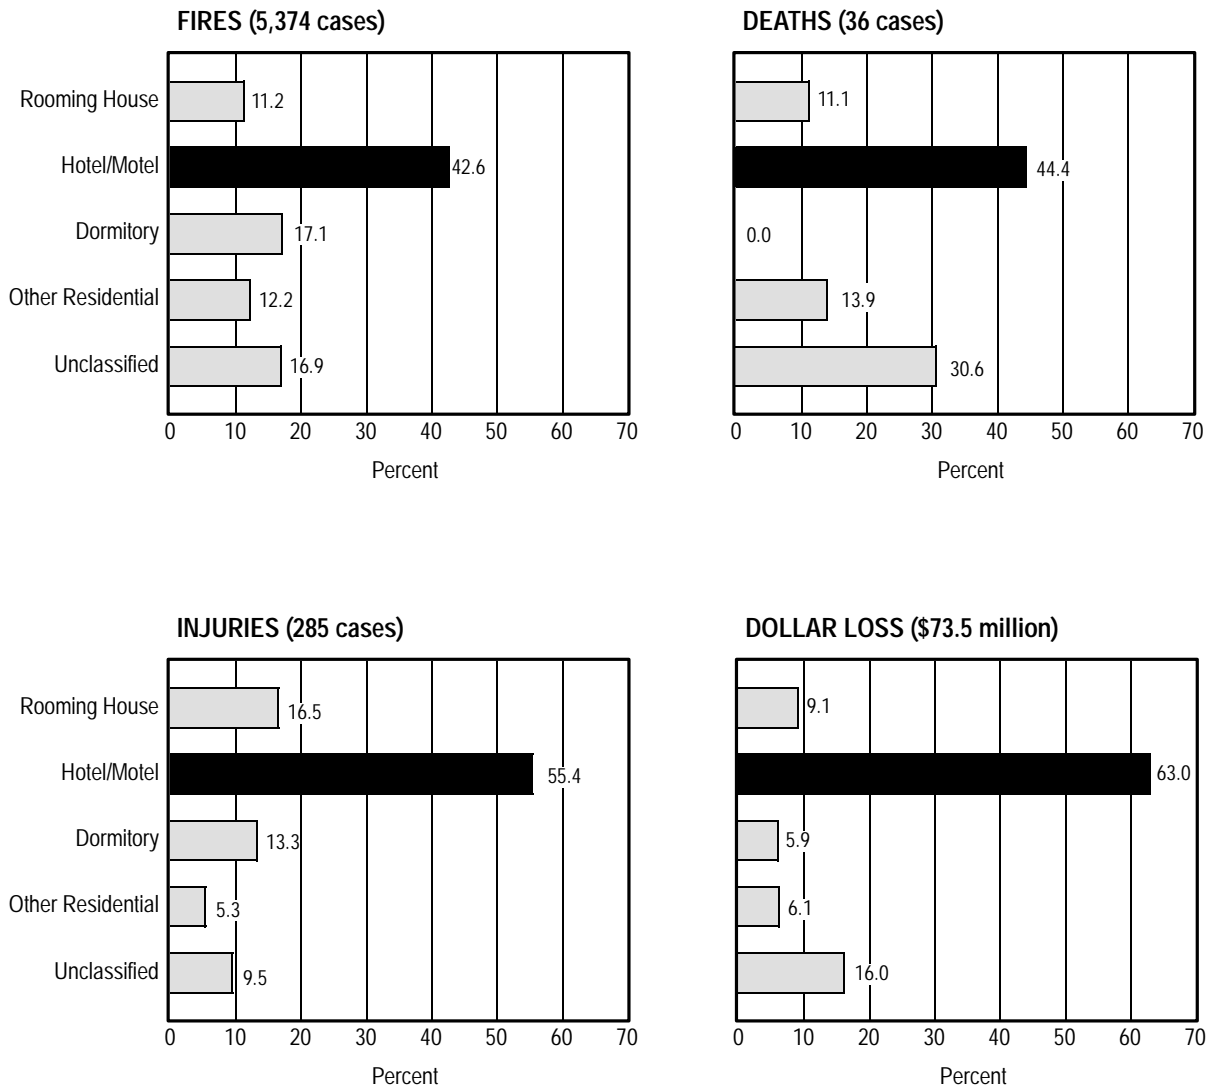 FIRES (5,374 cases)
Rooming House 11.2
Hotel/Motel 42.6
Dormitory 17.1
Other Residential 12.2
Unclassified 16.9
0 10 20 30 40 50 60 70
Percent
DEATHS (36 cases)
11.1
44.4
0.0
13.9
30.6
0 10 20 30 40 50 60 70
Percent
INJURIES (285 cases)
Rooming House 16.5
Hotel/Motel 55.4
Dormitory 13.3
Other Residential 5.3
Unclassified 9.5
0 10 20 30 40 50 60 70
Percent
DOLLAR LOSS ($73.5 million)
9.1
63.0
5.9
6.1
16.0
0 10 20 30 40 50 60 70
Percent